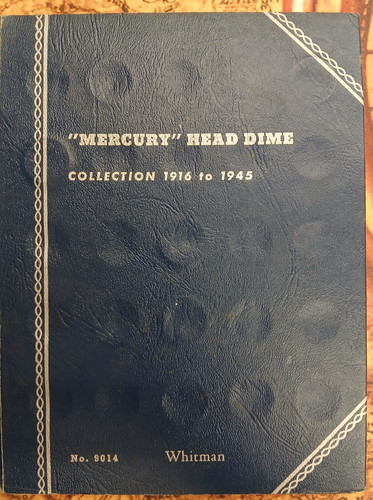 "MERCURY" HEAD DIME
COLLECTION 1916 to 1945
No. 9014 Whitman